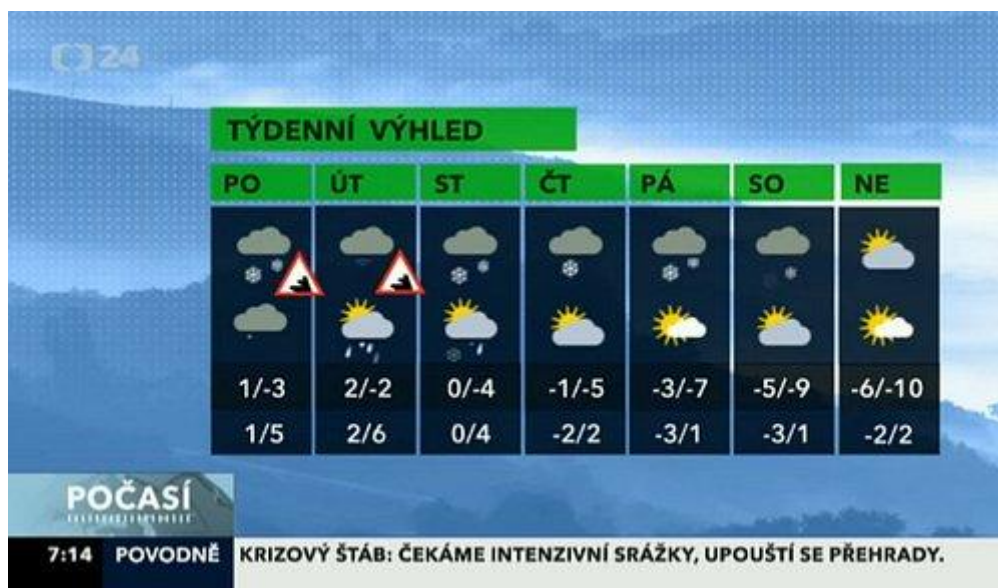 24
TÝDENNÍ VÝHLED
PO ÚT ST ČT PÁ SO NE
1/-3 2/-2 0/-4 -1/-5 -3/-7 -5/-9 -6/-10
1/5 2/6 0/4 -2/2 -3/1 -3/1 -2/2
POČASÍ
7:14 POVODNĚ KRIZOVÝ ŠTÁB: ČEKÁME INTENZIVNÍ SRÁŽKY, UPOUŠTÍ SE PŘEHRADY.